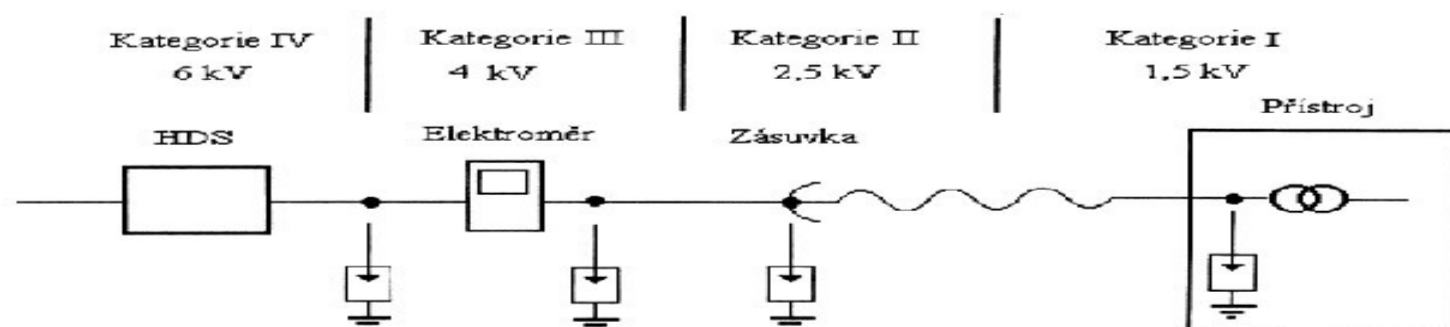 Kategorie IV
6 kV
Kategorie III
4 kV
Kategorie II
2,5 kV
Kategorie I
1,5 kV
Přístroj
HDS
Elektroměr
Zásuvka